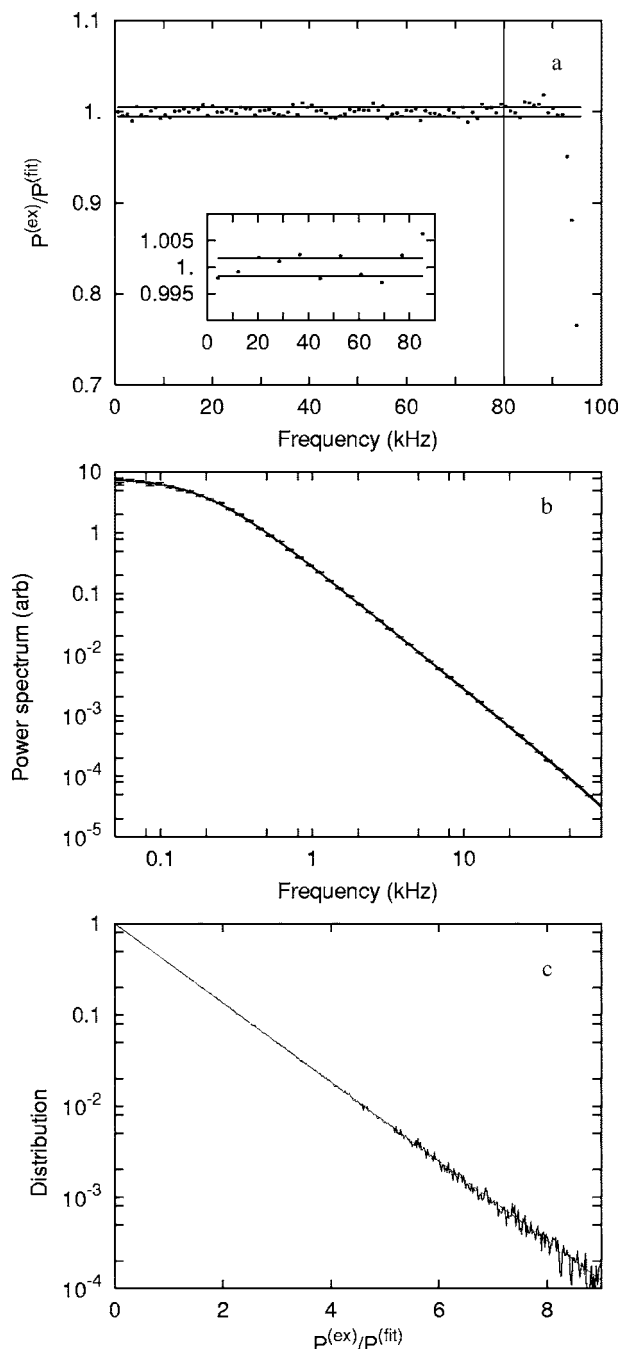 1.1
a
1.
P(ex)/P(fit)
0.9
1.005
1.
0.995
0 20 40 60 80
0.8
0.7
0 20 40 60 80 100
Frequency (kHz)
10
b
1
0.1
Power spectrum (arb)
10-2
10-3
10-4
10-5
0.1 1 10
Frequency (kHz)
1
c
0.1
Distribution
10-2
10-3
10-4
0 2 4 6 8
P(ex)/P(fit)